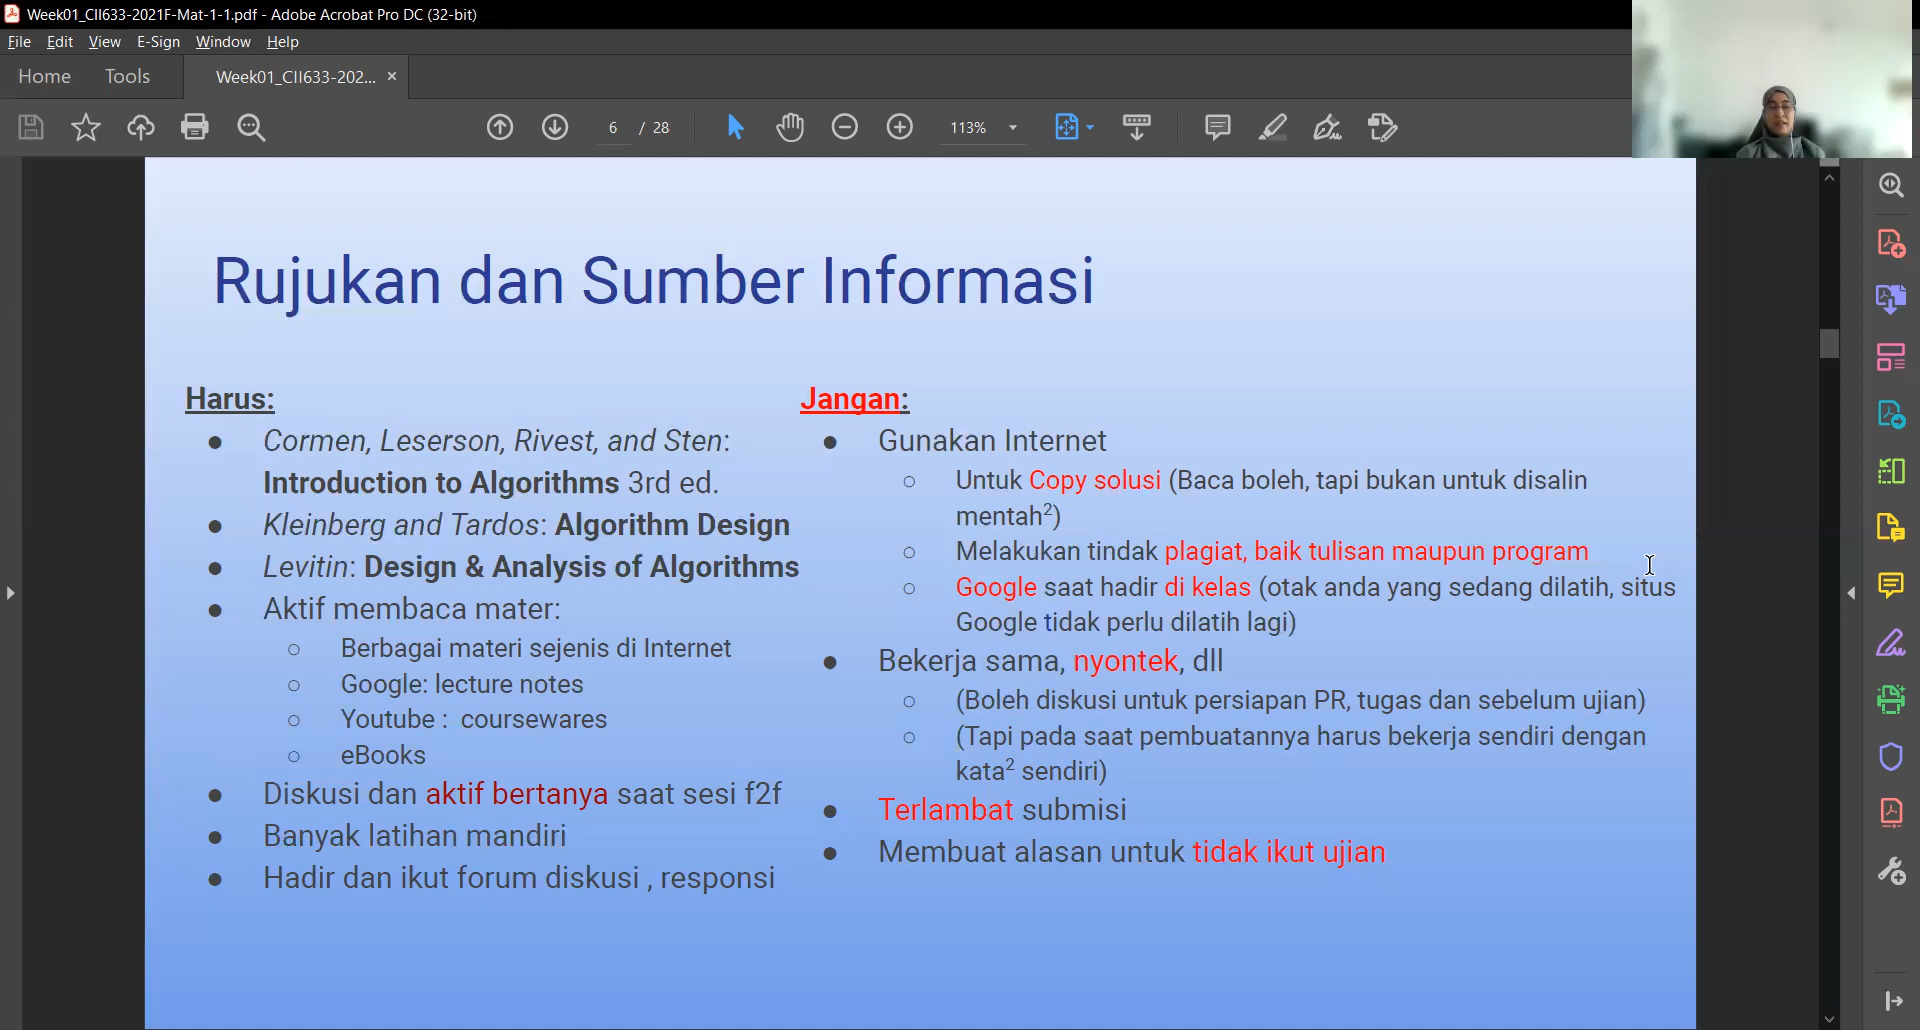 Week01_CII633-2021F-Mat-1-1.pdf - Adobe Acrobat Pro DC (32-bit)
File Edit View E-Sign Window Help
Home Tools Week01_CII633-202... ×
6 / 28 113%
Rujukan dan Sumber Informasi
Harus:
● Cormen, Leserson, Rivest, and Sten:
Introduction to Algorithms 3rd ed.
● Kleinberg and Tardos: Algorithm Design
● Levitin: Design & Analysis of Algorithms
● Aktif membaca mater:
○ Berbagai materi sejenis di Internet
○ Google: lecture notes
○ Youtube : coursewares
○ eBooks
● Diskusi dan aktif bertanya saat sesi f2f
● Banyak latihan mandiri
● Hadir dan ikut forum diskusi , responsi
Jangan:
● Gunakan Internet
○ Untuk Copy solusi (Baca boleh, tapi bukan untuk disalin
mentah²)
○ Melakukan tindak plagiat, baik tulisan maupun program
○ Google saat hadir di kelas (otak anda yang sedang dilatih, situs
Google tidak perlu dilatih lagi)
● Bekerja sama, nyontek, dll
○ (Boleh diskusi untuk persiapan PR, tugas dan sebelum ujian)
○ (Tapi pada saat pembuatannya harus bekerja sendiri dengan
kata² sendiri)
● Terlambat submisi
● Membuat alasan untuk tidak ikut ujian